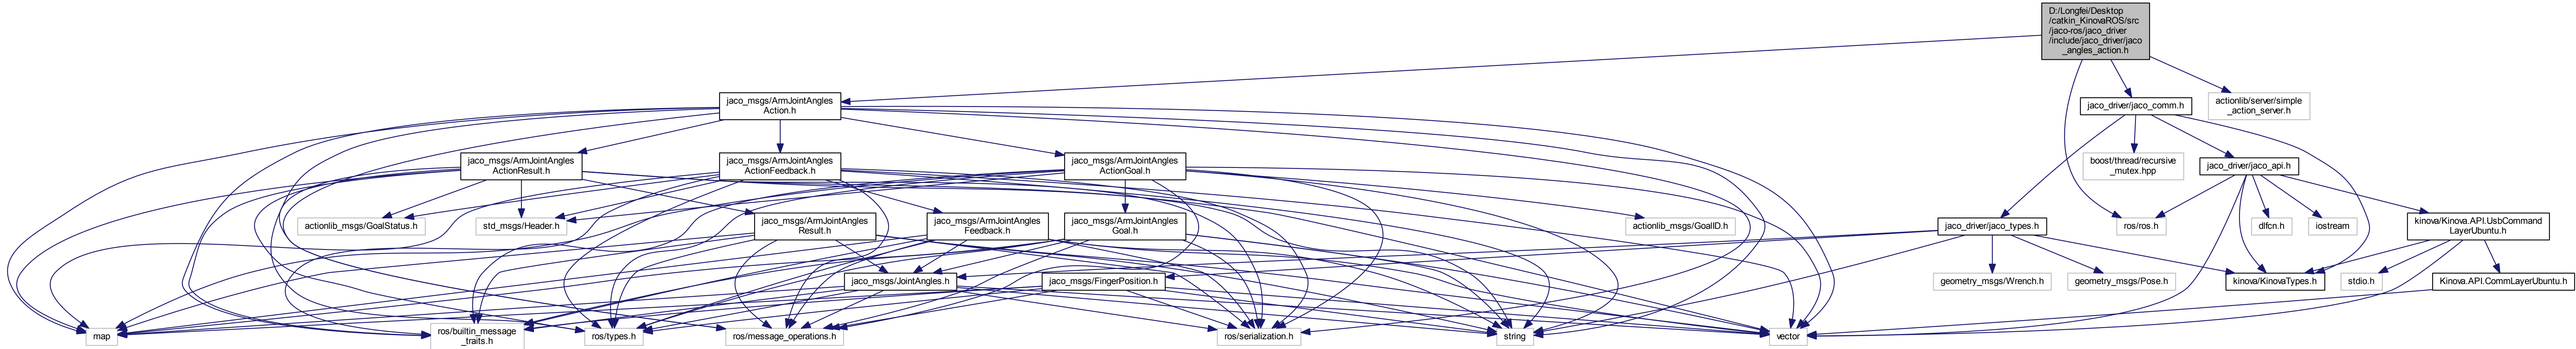 D:/Longfei/Desktop
/catkin_KinovaROS/src
/jaco-ros/jaco_driver
/include/jaco_driver/jaco
_angles_action.h
jaco_msgs/ArmJointAngles
Action.h
jaco_driver/jaco_comm.h
actionlib/server/simple
_action_server.h
jaco_msgs/ArmJointAngles
ActionResult.h
jaco_msgs/ArmJointAngles
ActionFeedback.h
jaco_msgs/ArmJointAngles
ActionGoal.h
boost/thread/recursive
_mutex.hpp
jaco_driver/jaco_api.h
actionlib_msgs/GoalStatus.h
std_msgs/Header.h
jaco_msgs/ArmJointAngles
Result.h
jaco_msgs/ArmJointAngles
Feedback.h
jaco_msgs/ArmJointAngles
Goal.h
actionlib_msgs/GoalID.h
jaco_driver/jaco_types.h
ros/ros.h
dlfcn.h
iostream
kinova/Kinova.API.UsbCommand
LayerUbuntu.h
jaco_msgs/JointAngles.h
jaco_msgs/FingerPosition.h
geometry_msgs/Wrench.h
geometry_msgs/Pose.h
kinova/KinovaTypes.h
stdio.h
Kinova.API.CommLayerUbuntu.h
map
ros/builtin_message
_traits.h
ros/types.h
ros/message_operations.h
ros/serialization.h
string
vector